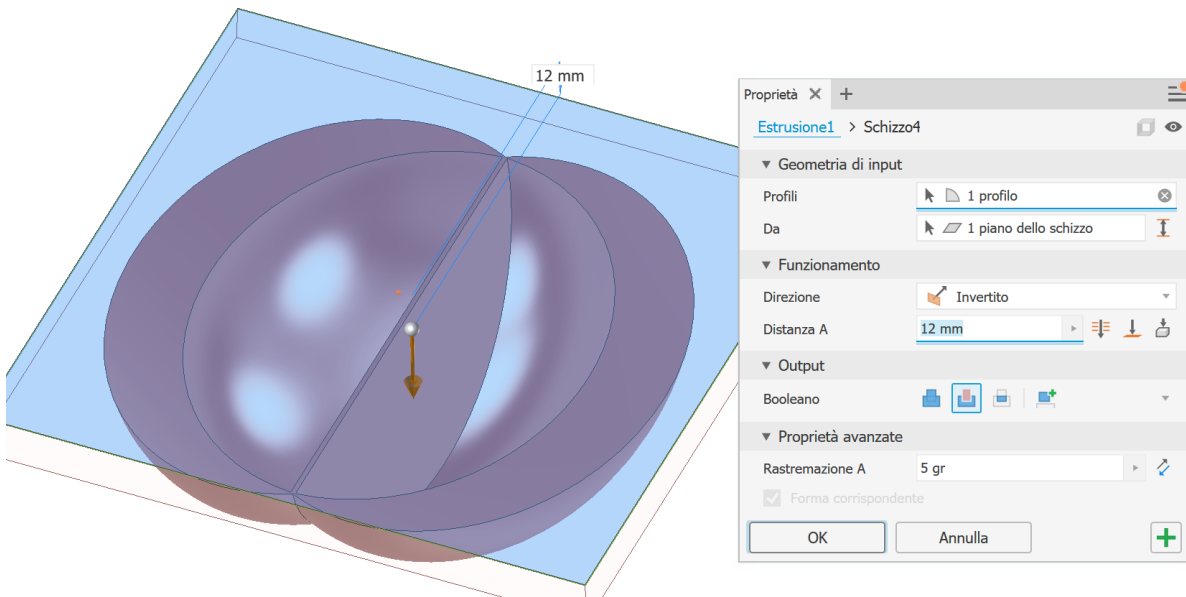 12 mm
Proprietà
Estrusione1 > Schizzo4
Geometria di input
Profili 1 profilo
Da 1 piano dello schizzo
Funzionamento
Direzione Invertito
Distanza A 12 mm
Output
Booleano
Proprietà avanzate
Rastremazione A 5 gr
Forma corrispondente
OK Annulla